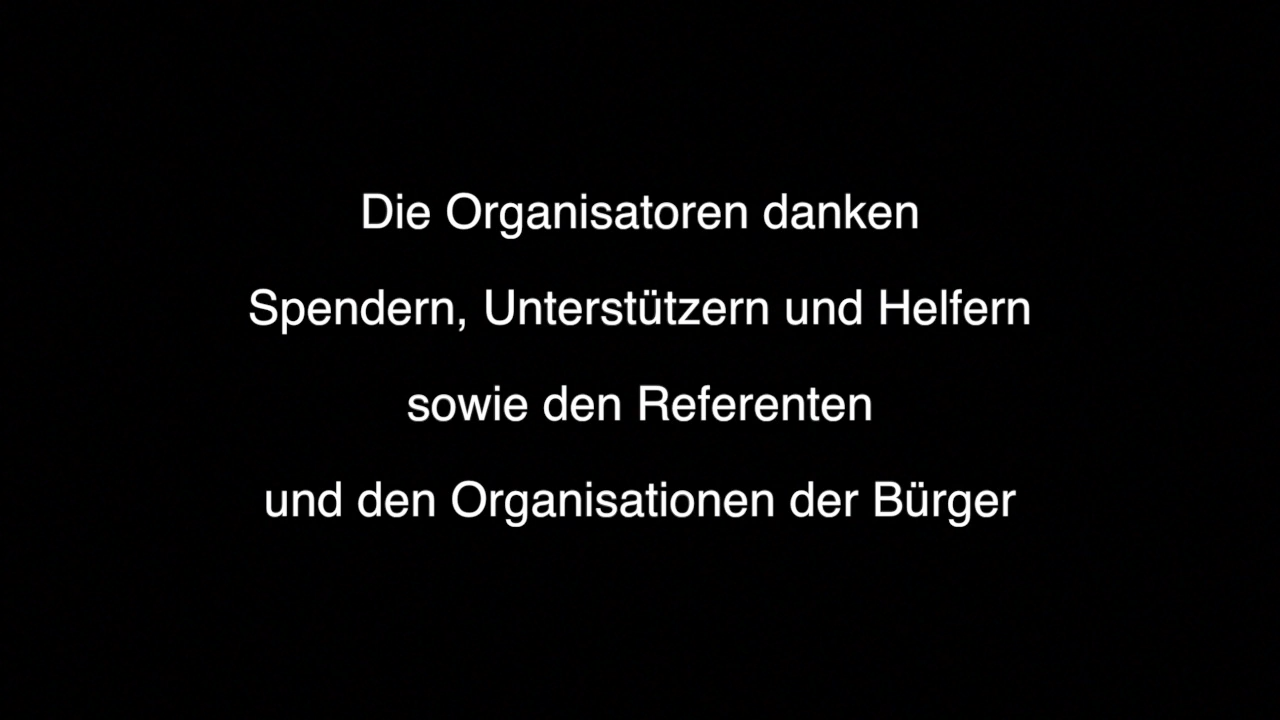 Die Organisatoren danken
Spendern, Unterstützern und Helfern
sowie den Referenten
und den Organisationen der Bürger